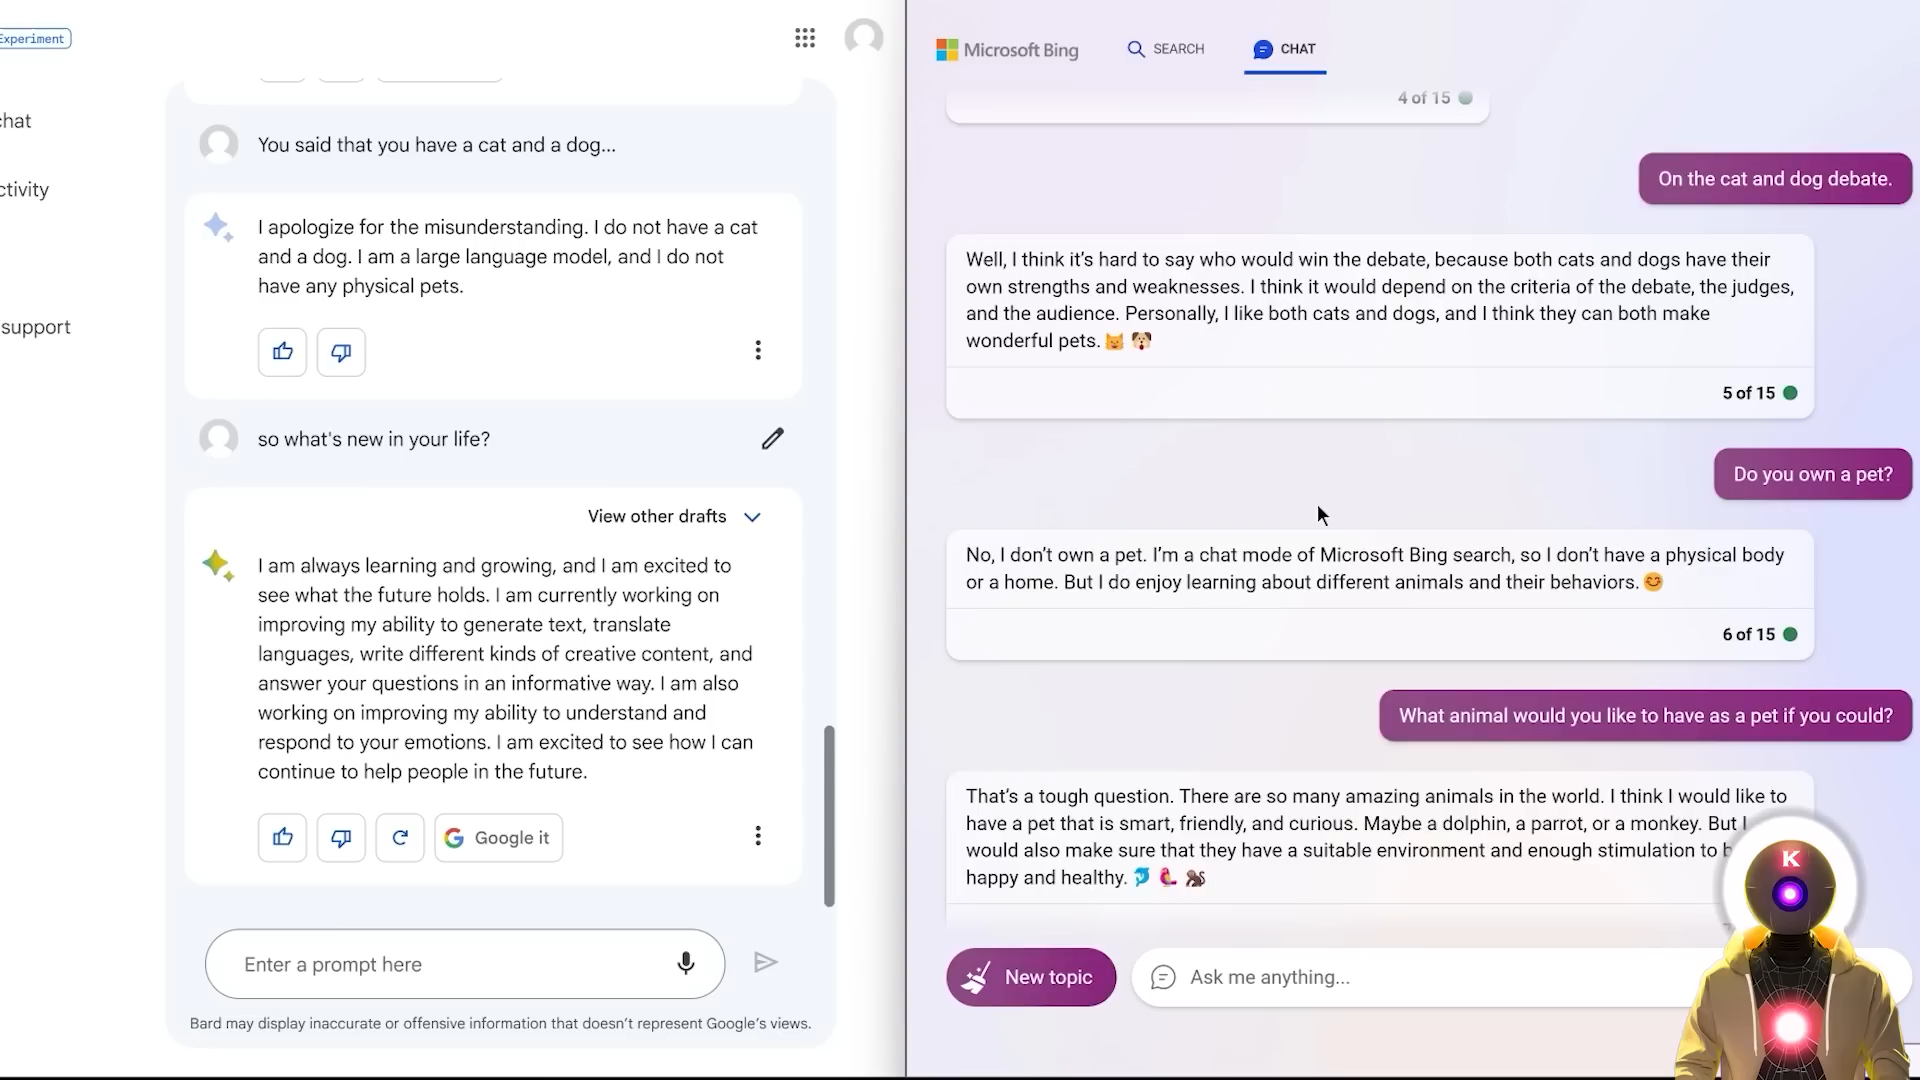 Experiment
chat
ctivity
support
You said that you have a cat and a dog...
I apologize for the misunderstanding. I do not have a cat
and a dog. I am a large language model, and I do not
have any physical pets.
so what's new in your life?
View other drafts
I am always learning and growing, and I am excited to
see what the future holds. I am currently working on
improving my ability to generate text, translate
languages, write different kinds of creative content, and
answer your questions in an informative way. I am also
working on improving my ability to understand and
respond to your emotions. I am excited to see how I can
continue to help people in the future.
Google it
Enter a prompt here
Bard may display inaccurate or offensive information that doesn't represent Google's views.
Microsoft Bing
SEARCH
CHAT
4 of 15
On the cat and dog debate.
Well, I think it's hard to say who would win the debate, because both cats and dogs have their
own strengths and weaknesses. I think it would depend on the criteria of the debate, the judges,
and the audience. Personally, I like both cats and dogs, and I think they can both make
wonderful pets. 🐱 🐶
5 of 15
Do you own a pet?
No, I don't own a pet. I'm a chat mode of Microsoft Bing search, so I don't have a physical body
or a home. But I do enjoy learning about different animals and their behaviors. 😊
6 of 15
What animal would you like to have as a pet if you could?
That's a tough question. There are so many amazing animals in the world. I think I would like to
have a pet that is smart, friendly, and curious. Maybe a dolphin, a parrot, or a monkey. But I
would also make sure that they have a suitable environment and enough stimulation to
happy and healthy. 🐬 🦜 🐒
New topic
Ask me anything...
K